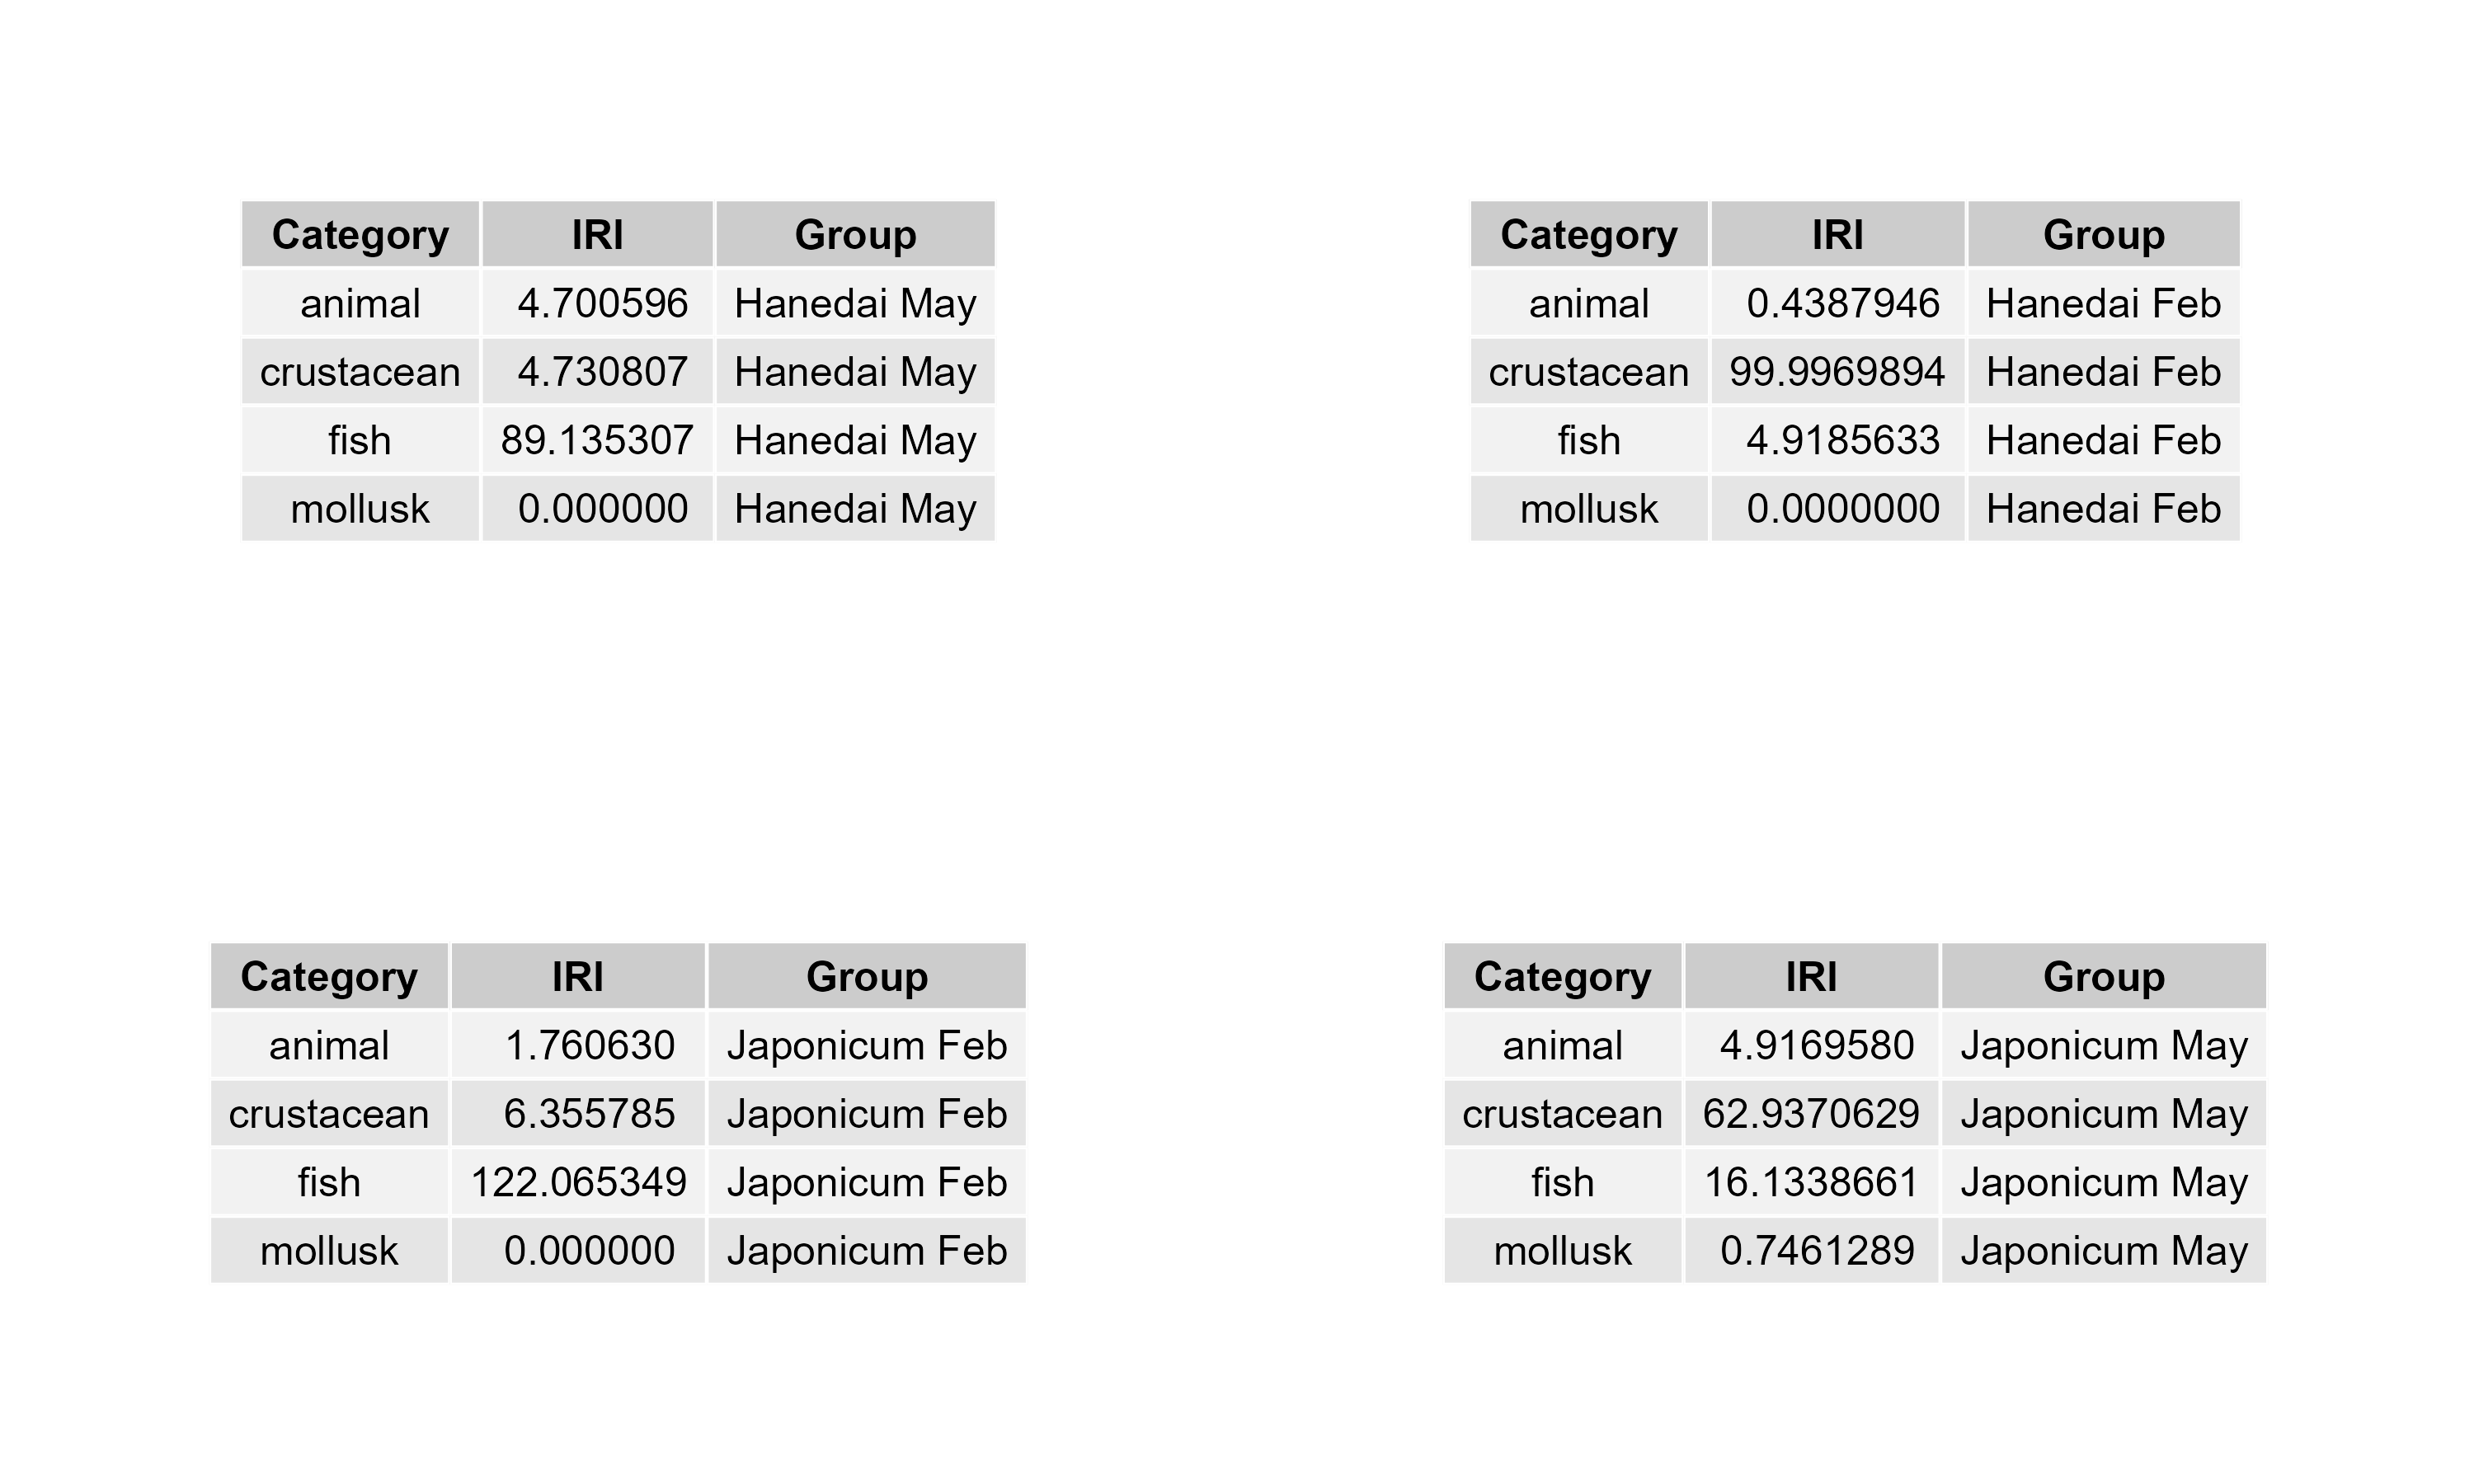 Category IRI Group
animal 4.700596 Hanedai May
crustacean 4.730807 Hanedai May
fish 89.135307 Hanedai May
mollusk 0.000000 Hanedai May
Category IRI Group
animal 0.4387946 Hanedai Feb
crustacean 99.9969894 Hanedai Feb
fish 4.9185633 Hanedai Feb
mollusk 0.0000000 Hanedai Feb
Category IRI Group
animal 1.760630 Japonicum Feb
crustacean 6.355785 Japonicum Feb
fish 122.065349 Japonicum Feb
mollusk 0.000000 Japonicum Feb
Category IRI Group
animal 4.9169580 Japonicum May
crustacean 62.9370629 Japonicum May
fish 16.1338661 Japonicum May
mollusk 0.7461289 Japonicum May